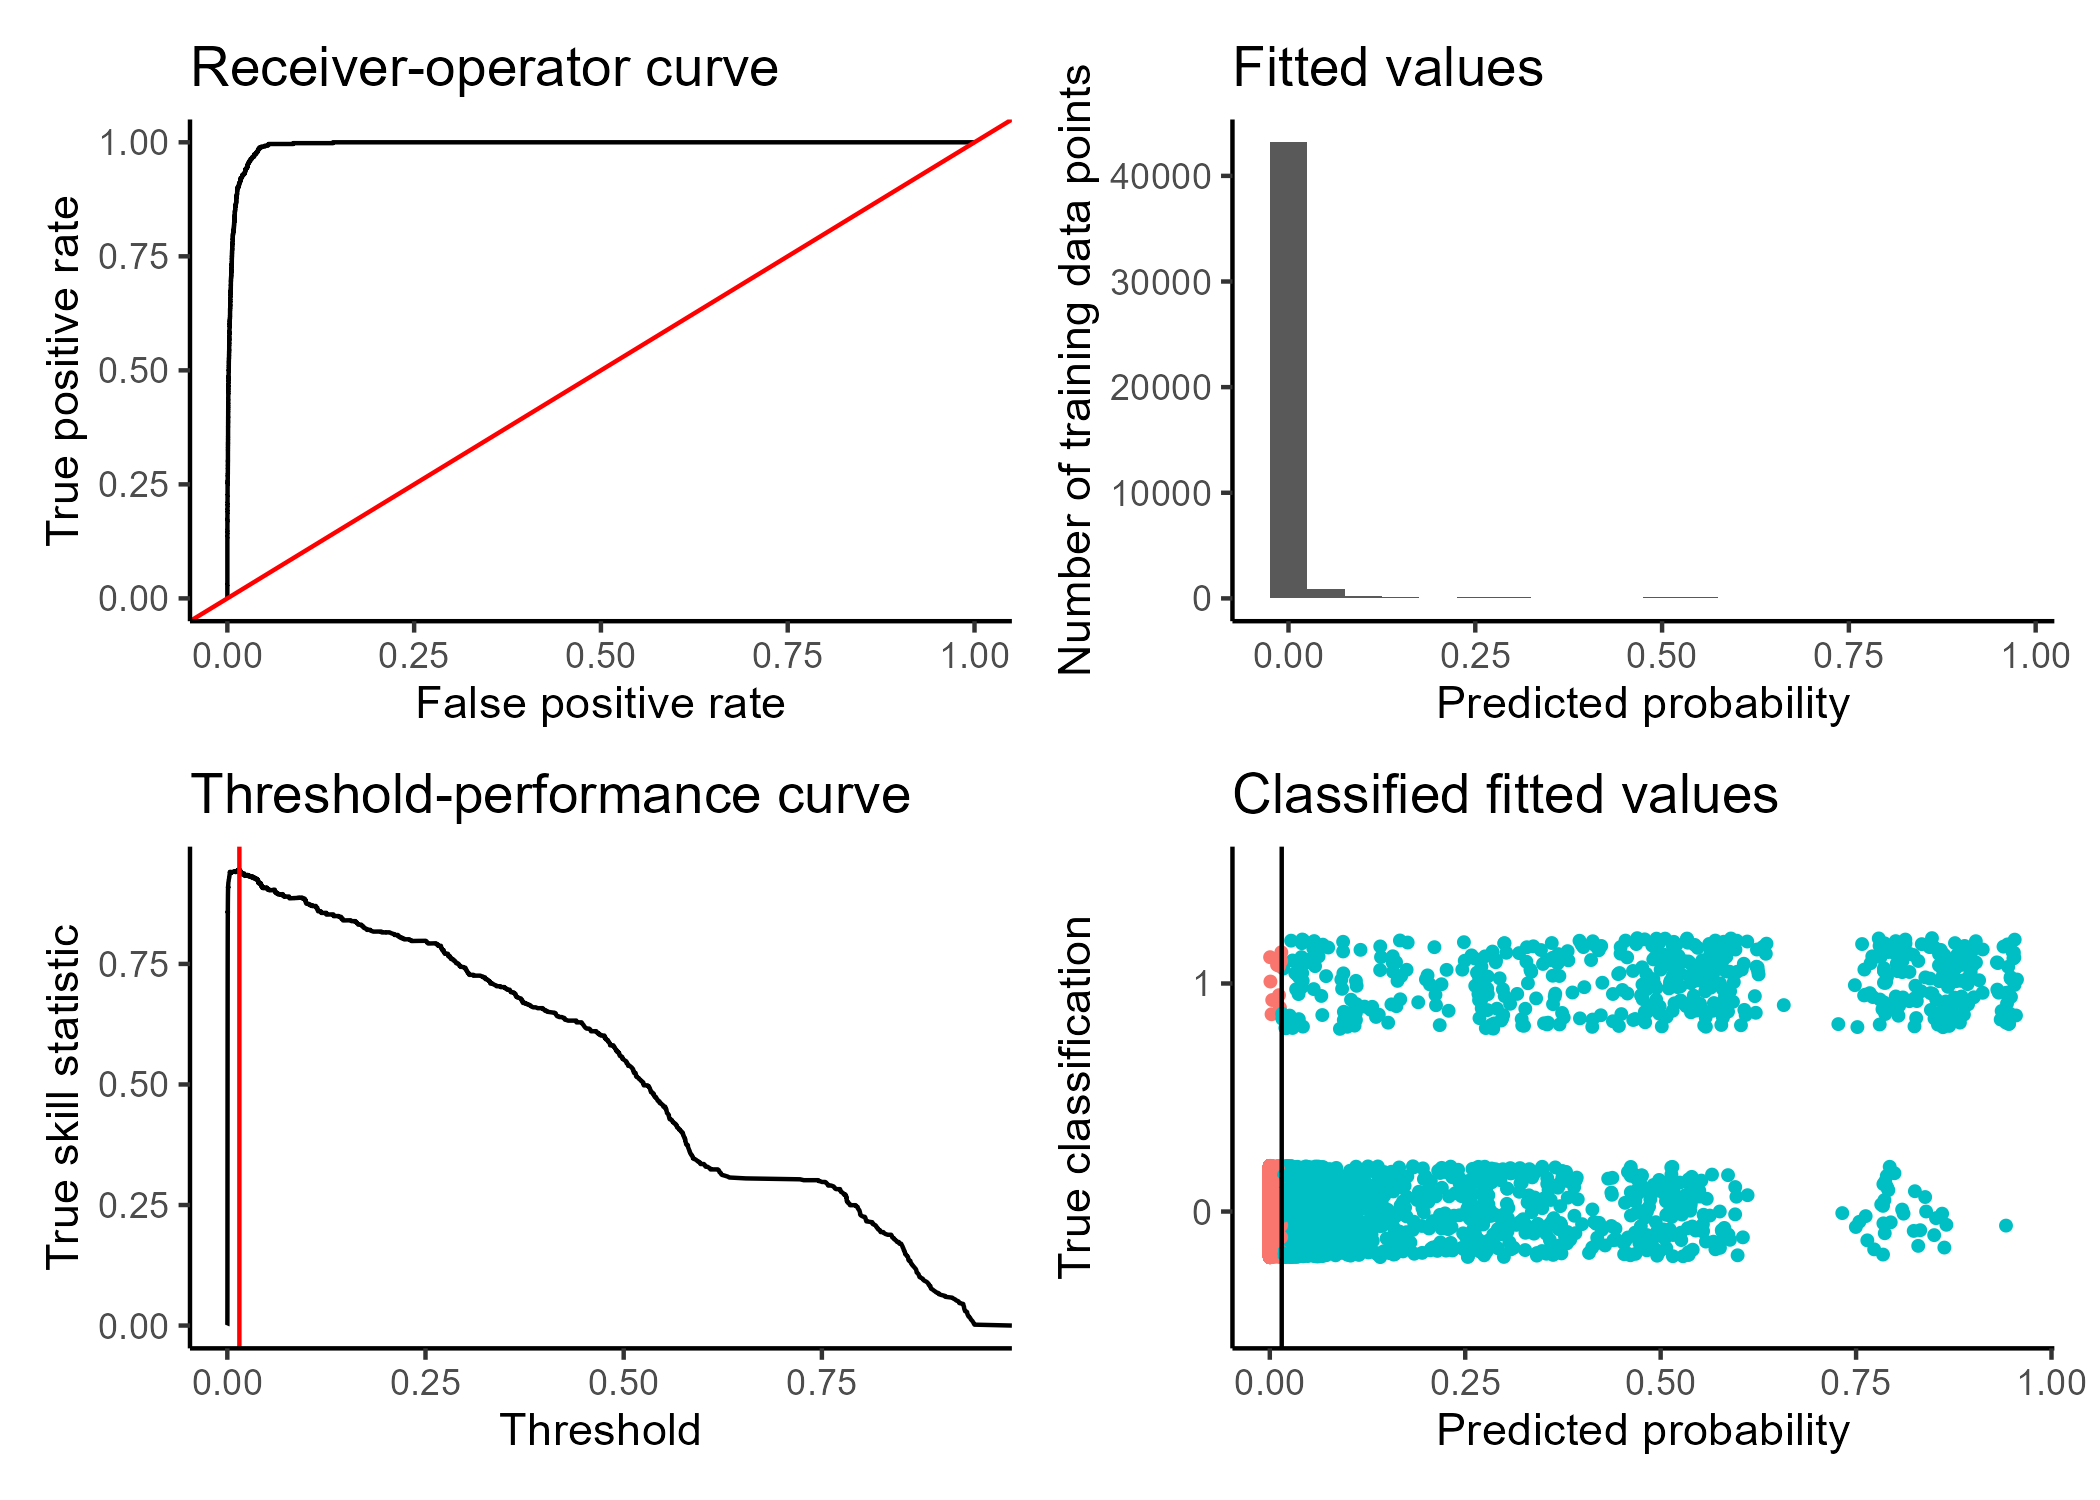 Receiver-operator curve
True positive rate
1.00
0.75
0.50
0.25
0.00
0.00 0.25 0.50 0.75 1.00
False positive rate
Fitted values
Number of training data points
40000
30000
20000
10000
0
0.00 0.25 0.50 0.75 1.00
Predicted probability
Threshold-performance curve
True skill statistic
0.75
0.50
0.25
0.00
0.00 0.25 0.50 0.75
Threshold
Classified fitted values
True classification
1
0
0.00 0.25 0.50 0.75 1.00
Predicted probability